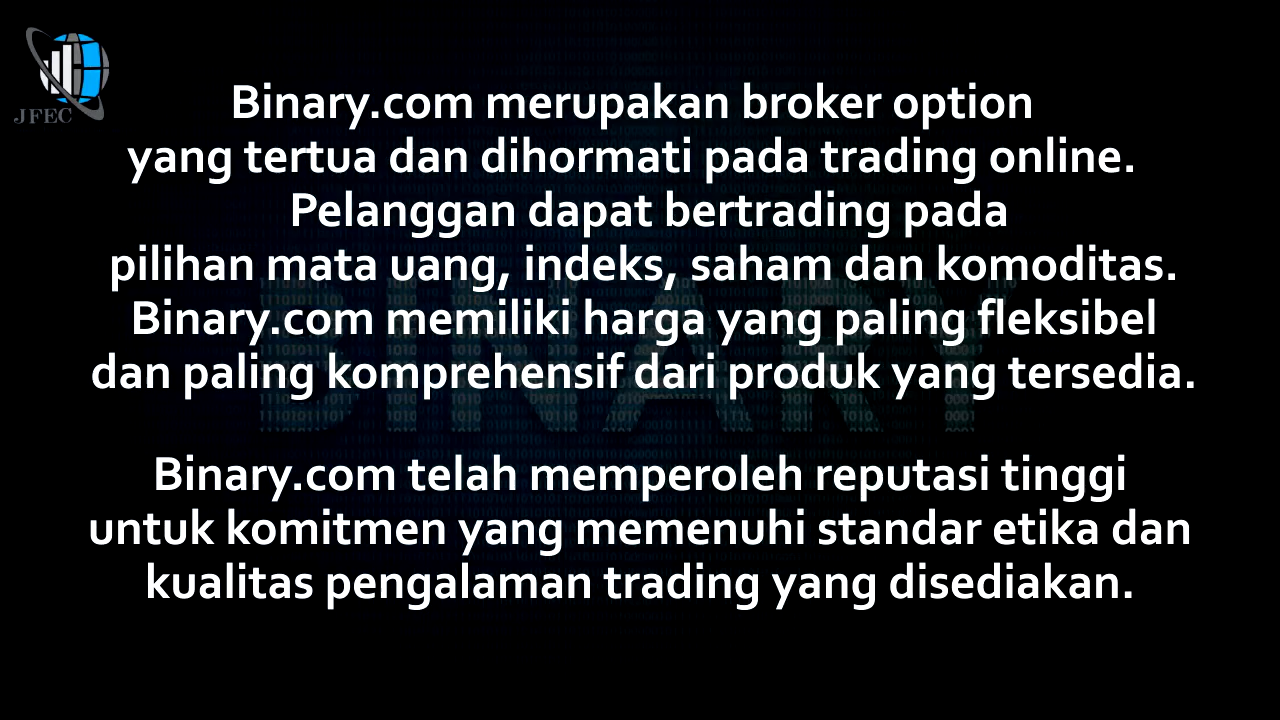 JFEC
Binary.com merupakan broker option
yang tertua dan dihormati pada trading online.
Pelanggan dapat bertrading pada
pilihan mata uang, indeks, saham dan komoditas.
Binary.com memiliki harga yang paling fleksibel
dan paling komprehensif dari produk yang tersedia.
BINARY
Binary.com telah memperoleh reputasi tinggi
untuk komitmen yang memenuhi standar etika dan
kualitas pengalaman trading yang disediakan.